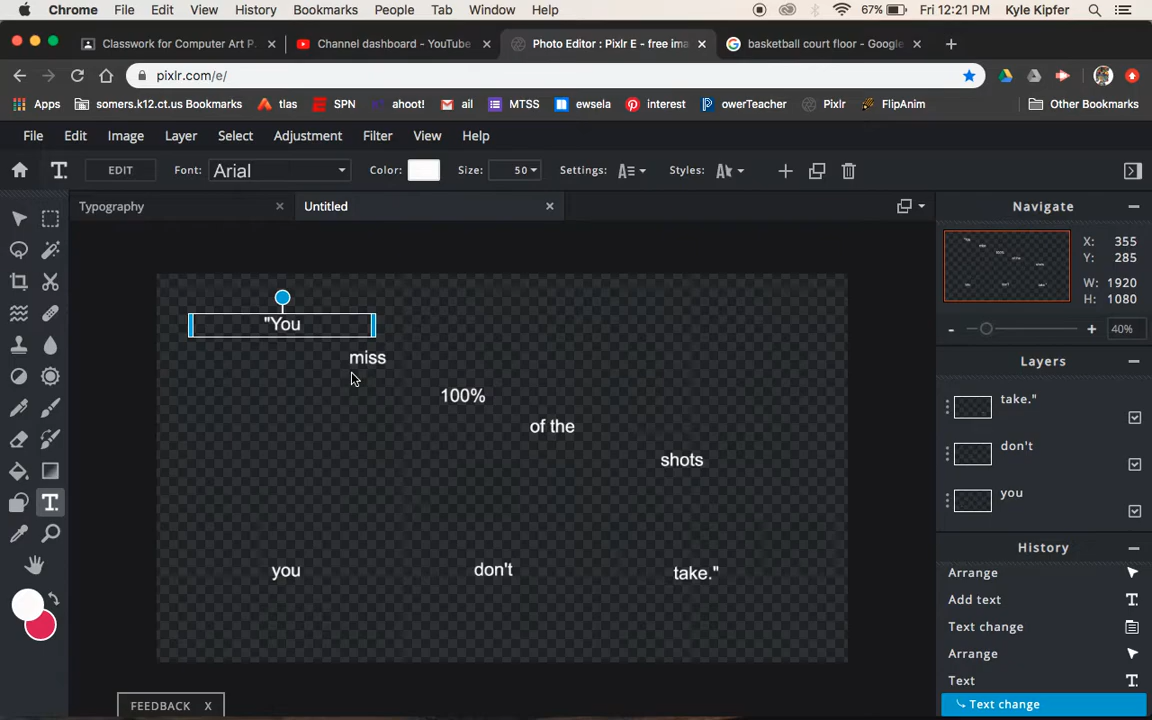 Chrome File Edit View History Bookmarks People Tab Window Help 67% Fri 12:21 PM Kyle Kipfer
Classwork for Computer Art P. Channel dashboard - YouTube Photo Editor : Pixlr E - free ima basketball court floor - Google
pixlr.com/e/
Apps somers.k12.ct.us Bookmarks tlas SPN ahoot! ail MTSS ewsela interest owerTeacher Pixlr FlipAnim Other Bookmarks
File Edit Image Layer Select Adjustment Filter View Help
EDIT Font: Arial Color: Size: 50 Settings: Styles:
Typography Untitled Navigate
X: 355
Y: 285
W: 1920
H: 1080
40%
"You
miss
100%
of the
shots
you don't take."
Layers
take."
don't
you
History
Arrange
Add text
Text change
Arrange
Text
Text change
FEEDBACK X